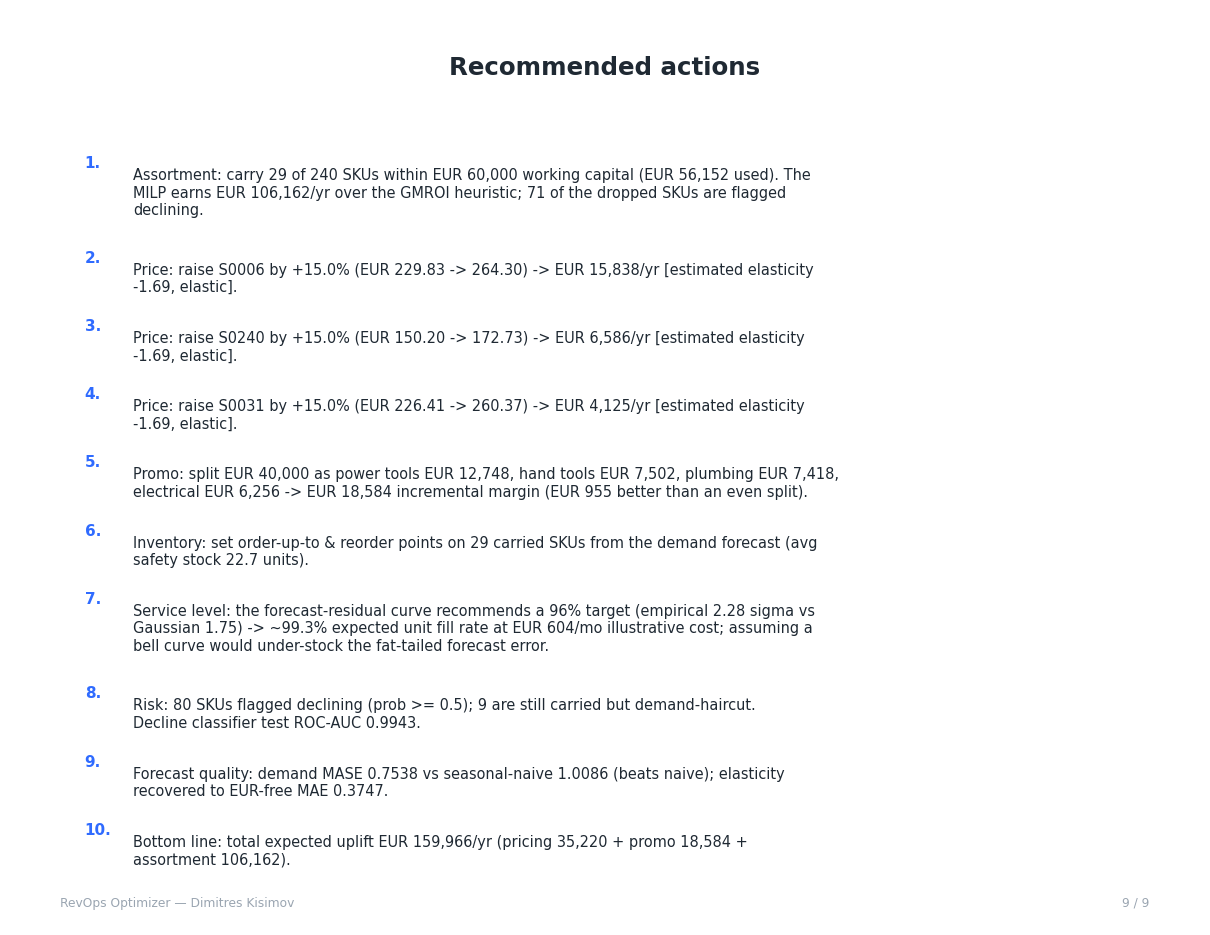 Recommended actions
1.
Assortment: carry 29 of 240 SKUs within EUR 60,000 working capital (EUR 56,152 used). The
MILP earns EUR 106,162/yr over the GMROI heuristic; 71 of the dropped SKUs are flagged
declining.
2.
Price: raise S0006 by +15.0% (EUR 229.83 -> 264.30) -> EUR 15,838/yr [estimated elasticity
-1.69, elastic].
3.
Price: raise S0240 by +15.0% (EUR 150.20 -> 172.73) -> EUR 6,586/yr [estimated elasticity
-1.69, elastic].
4.
Price: raise S0031 by +15.0% (EUR 226.41 -> 260.37) -> EUR 4,125/yr [estimated elasticity
-1.69, elastic].
5.
Promo: split EUR 40,000 as power tools EUR 12,748, hand tools EUR 7,502, plumbing EUR 7,418,
electrical EUR 6,256 -> EUR 18,584 incremental margin (EUR 955 better than an even split).
6.
Inventory: set order-up-to & reorder points on 29 carried SKUs from the demand forecast (avg
safety stock 22.7 units).
7.
Service level: the forecast-residual curve recommends a 96% target (empirical 2.28 sigma vs
Gaussian 1.75) -> ~99.3% expected unit fill rate at EUR 604/mo illustrative cost; assuming a
bell curve would under-stock the fat-tailed forecast error.
8.
Risk: 80 SKUs flagged declining (prob >= 0.5); 9 are still carried but demand-haircut.
Decline classifier test ROC-AUC 0.9943.
9.
Forecast quality: demand MASE 0.7538 vs seasonal-naive 1.0086 (beats naive); elasticity
recovered to EUR-free MAE 0.3747.
10.
Bottom line: total expected uplift EUR 159,966/yr (pricing 35,220 + promo 18,584 +
assortment 106,162).
RevOps Optimizer — Dimitres Kisimov
9 / 9